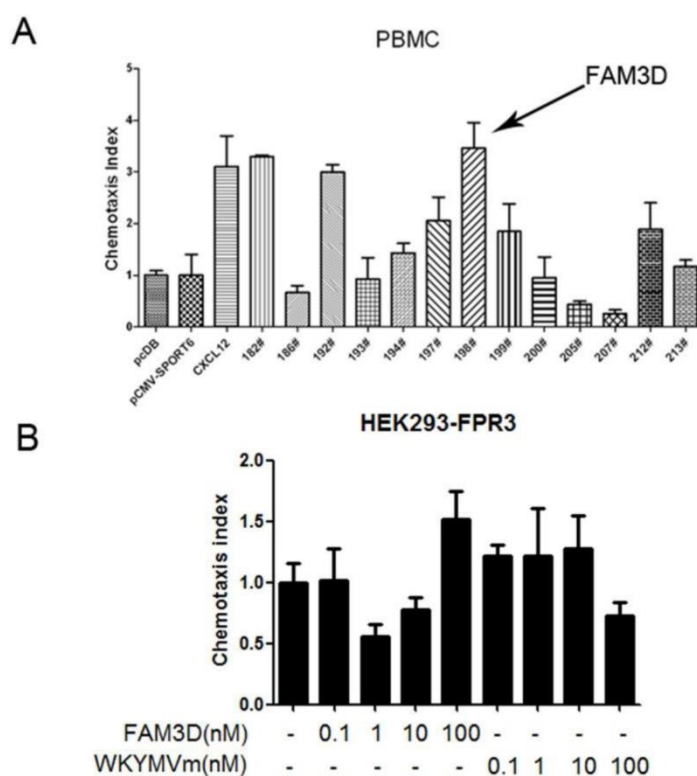 A
PBMC
FAM3D
Chemotaxis Index
5
4
3
2
1
0
pcDB
pCMV-SPORT6
CXCL12
182#
186#
192#
193#
194#
197#
198#
199#
200#
205#
207#
212#
213#
B
HEK293-FPR3
Chemotaxis index
2.0
1.5
1.0
0.5
0.0
FAM3D(nM) - 0.1 1 10 100 - - - -
WKYMVm(nM) - - - - - 0.1 1 10 100